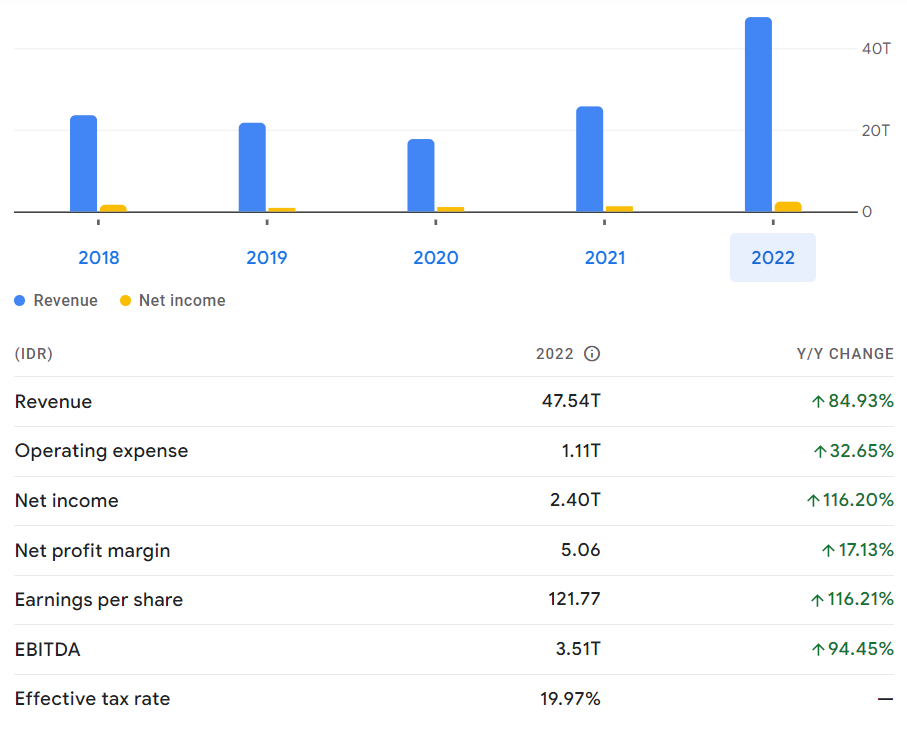 40T
20T
0
2018 2019 2020 2021 2022
Revenue Net income
(IDR) 2022 Y/Y CHANGE
Revenue 47.54T ↑84.93%
Operating expense 1.11T ↑32.65%
Net income 2.40T ↑116.20%
Net profit margin 5.06 ↑17.13%
Earnings per share 121.77 ↑116.21%
EBITDA 3.51T ↑94.45%
Effective tax rate 19.97% —